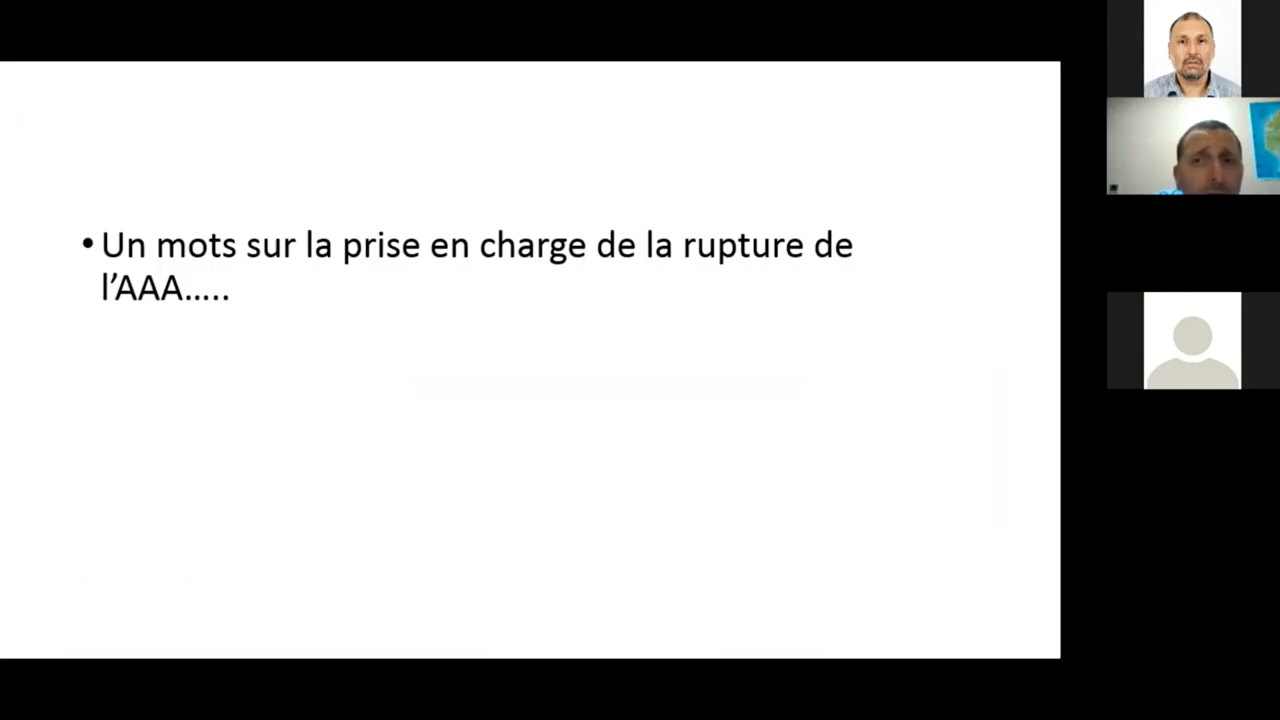 • Un mots sur la prise en charge de la rupture de
l’AAA…..